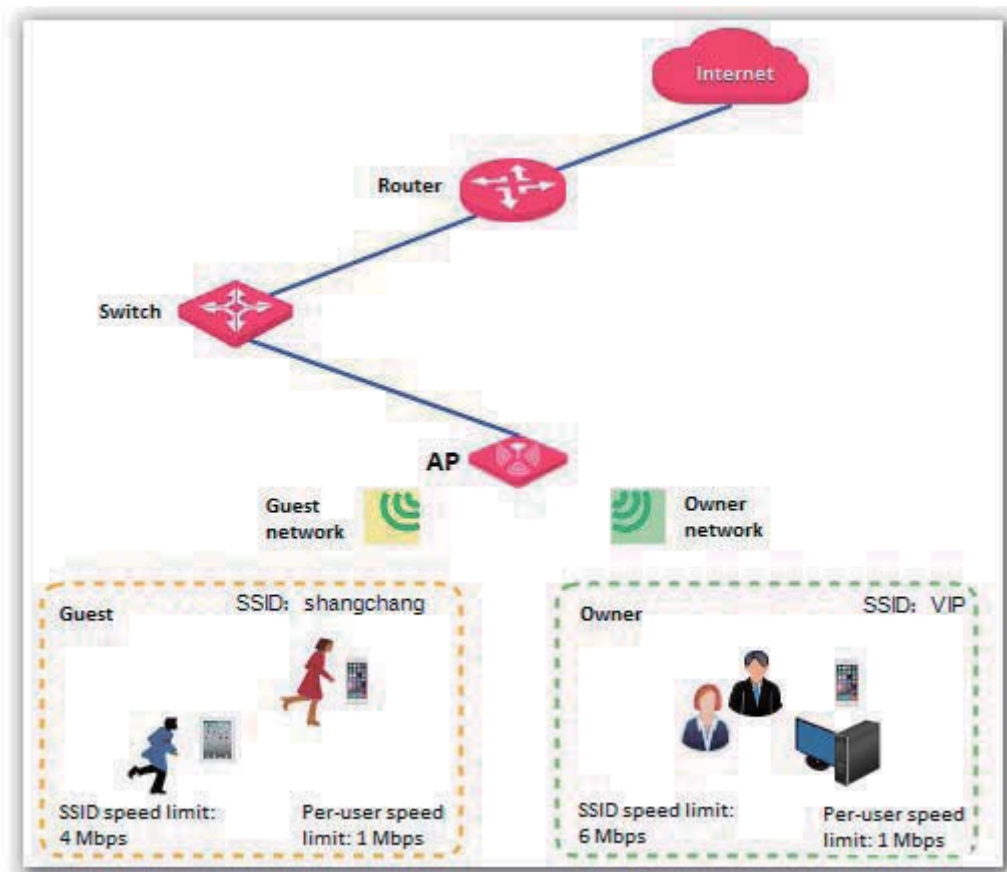 Internet
Router
Switch
AP
Guest
network
Owner
network
Guest
SSID：shangchang
SSID speed limit:
4 Mbps
Per-user speed
limit: 1 Mbps
Owner
SSID：VIP
SSID speed limit:
6 Mbps
Per-user speed
limit: 1 Mbps